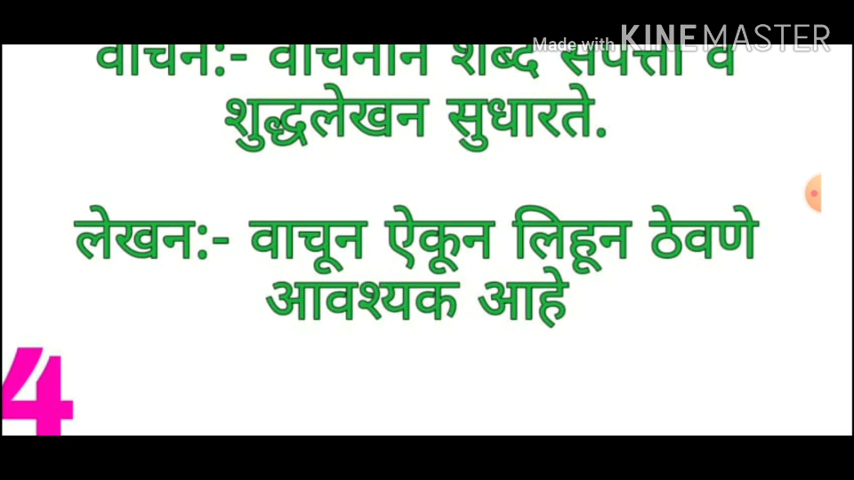 Made with KINEMASTER
वाचन:- वाचनाने शब्द संपत्ती व
शुद्धलेखन सुधारते.
लेखन:- वाचून ऐकून लिहून ठेवणे
आवश्यक आहे
4